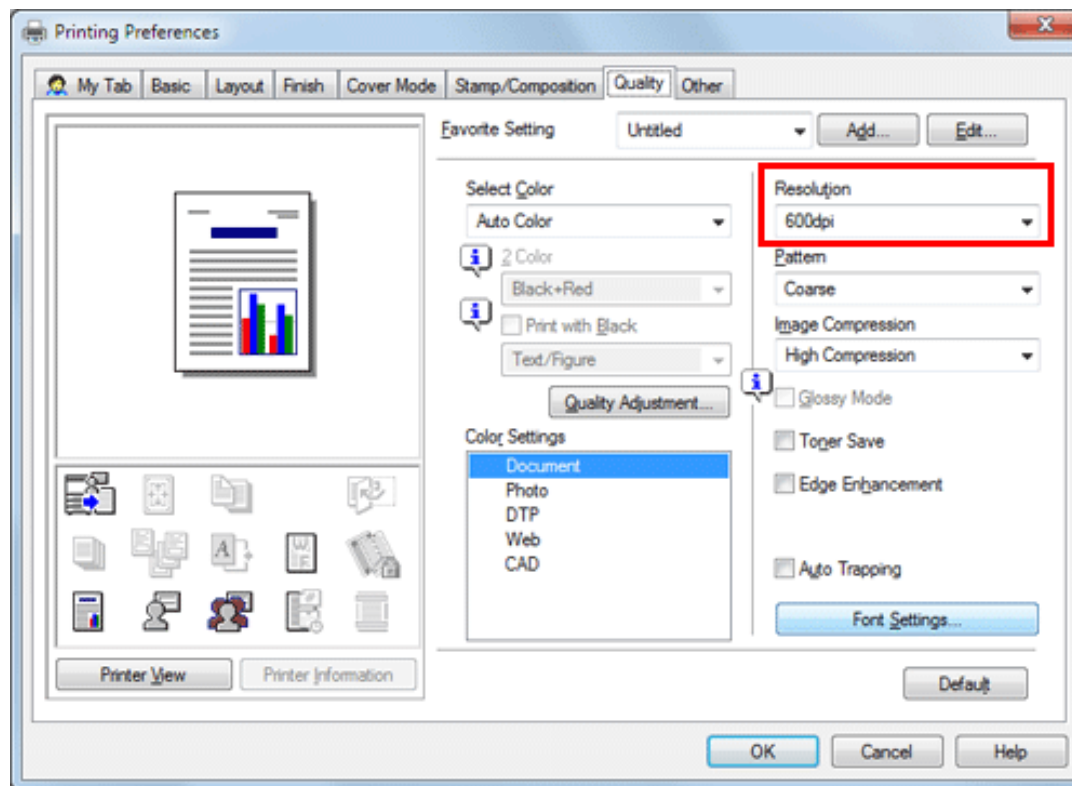 Printing Preferences
My Tab Basic Layout Finish Cover Mode Stamp/Composition Quality Other
Favorite Setting Untitled Add... Edit...
Select Color
Auto Color
2 Color
Black+Red
Print with Black
Text/Figure
Quality Adjustment...
Color Settings
Document
Photo
DTP
Web
CAD
Resolution
600dpi
Pattern
Coarse
Image Compression
High Compression
Glossy Mode
Toner Save
Edge Enhancement
Auto Trapping
Font Settings...
Printer View Printer Information
Default
OK Cancel Help